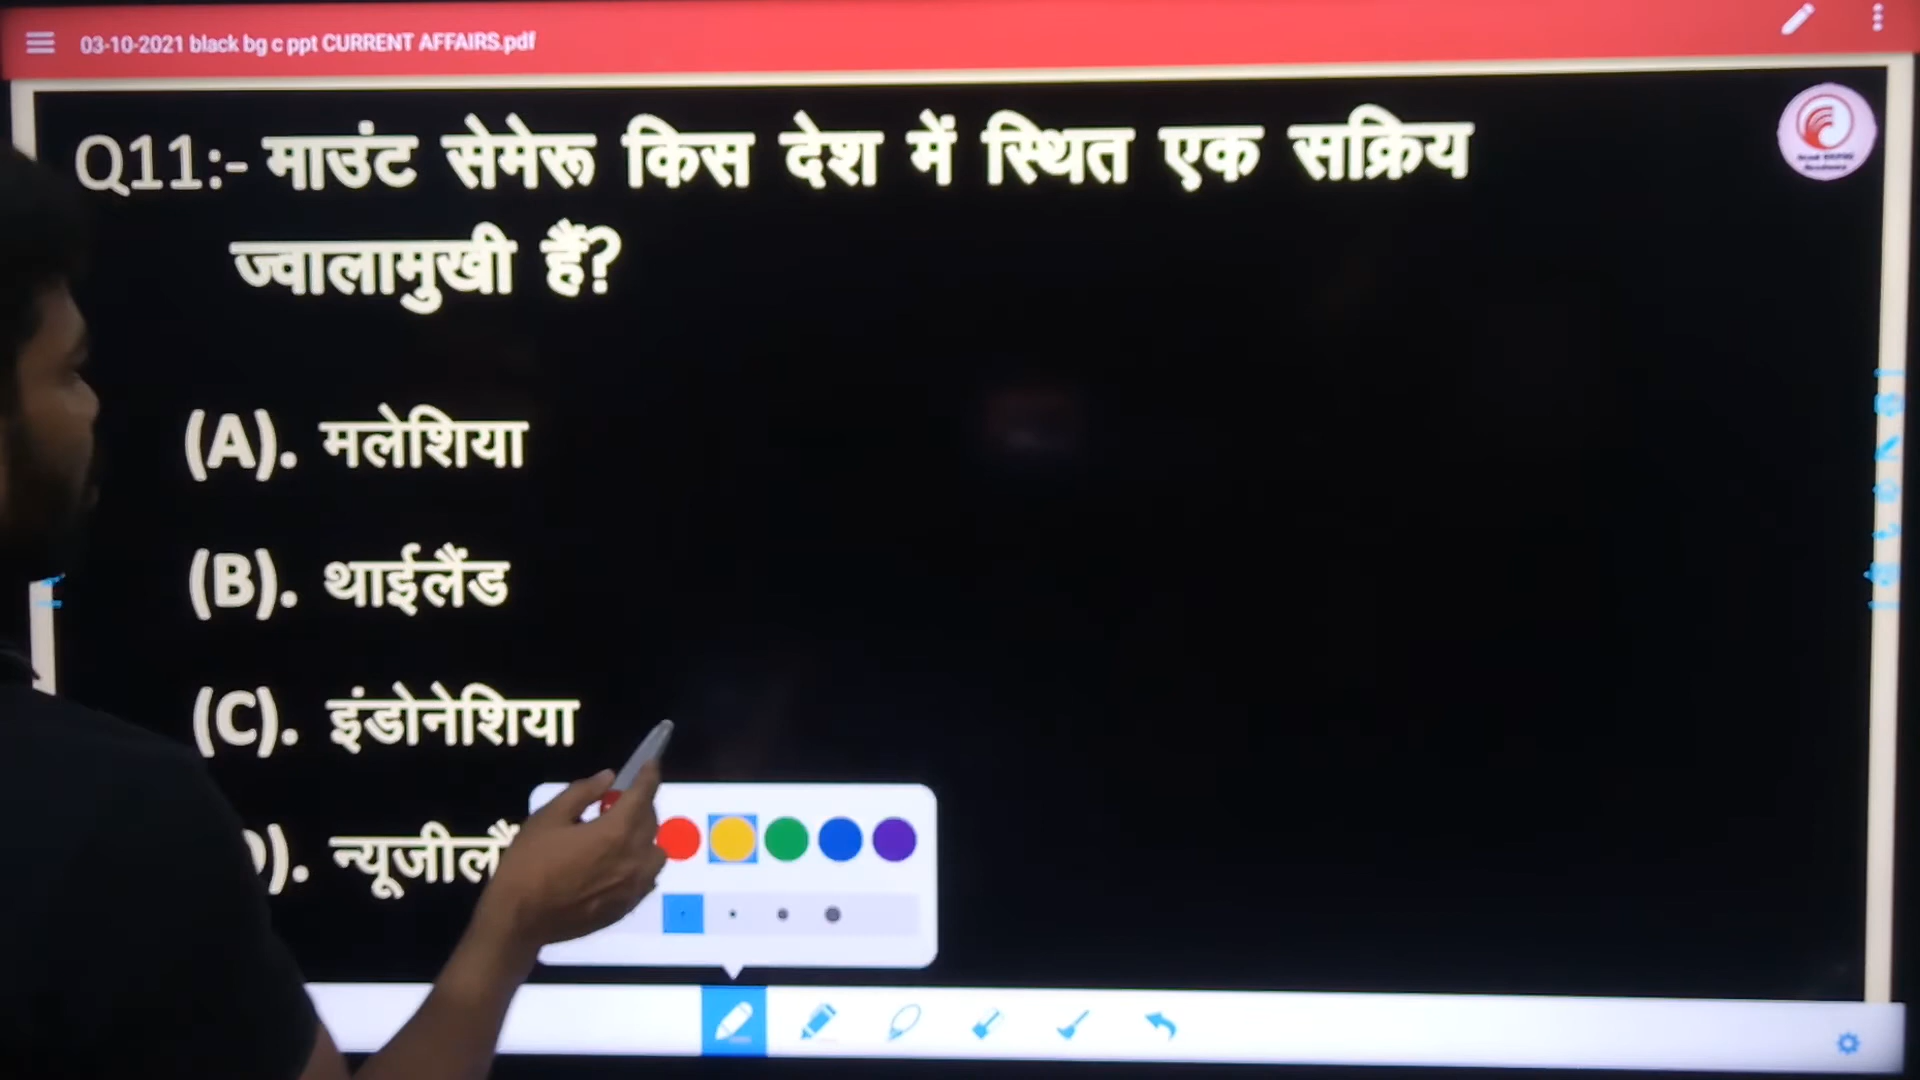 03-10-2021 black bg c ppt CURRENT AFFAIRS.pdf
Q11:- माउंट सेमेरू किस देश में स्थित एक सक्रिय
ज्वालामुखी हैं?
(A). मलेशिया
(B). थाईलैंड
(C). इंडोनेशिया
). न्यूजीलैं